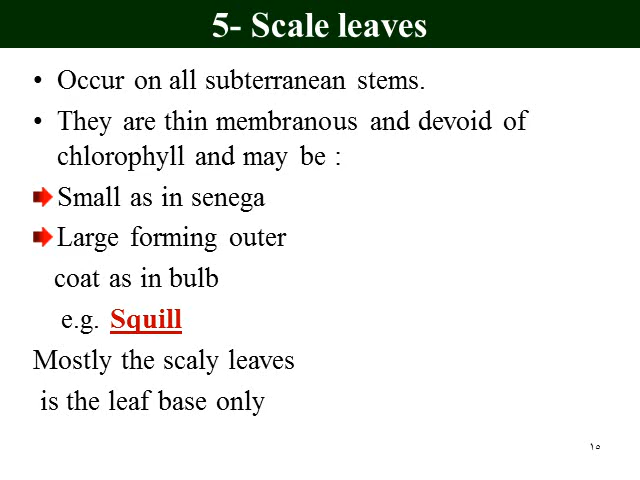 5- Scale leaves
• Occur on all subterranean stems.
• They are thin membranous and devoid of
chlorophyll and may be :
Small as in senega
Large forming outer
coat as in bulb
e.g. Squill
Mostly the scaly leaves
is the leaf base only
١٥